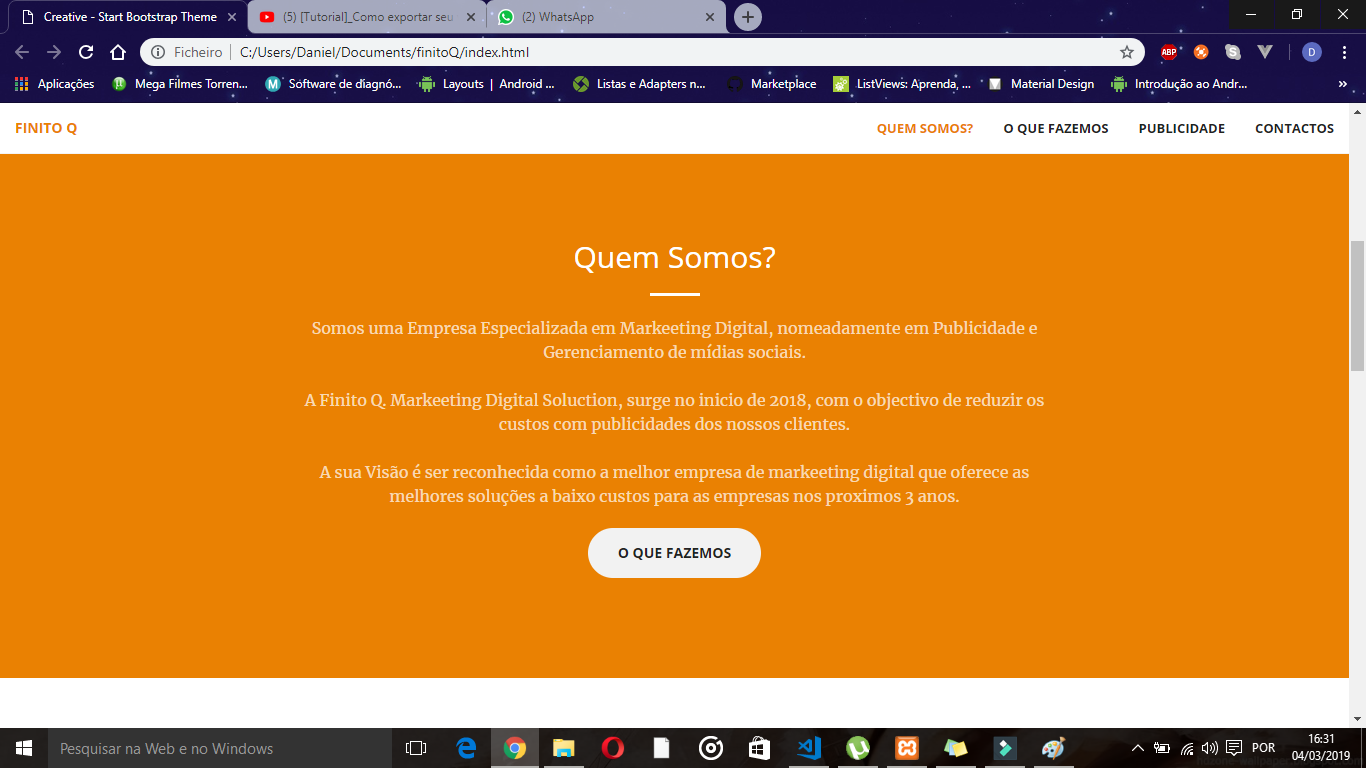 Creative - Start Bootstrap Theme
(5) [Tutorial]_Como exportar seu
(2) WhatsApp
Ficheiro
C:/Users/Daniel/Documents/finitoQ/index.html
ABP
D
Aplicações
Mega Filmes Torren...
Software de diagnó...
Layouts | Android ...
Listas e Adapters n...
Marketplace
ListViews: Aprenda, ...
Material Design
Introdução ao Andr...
»
FINITO Q
QUEM SOMOS?
O QUE FAZEMOS
PUBLICIDADE
CONTACTOS
Quem Somos?
Somos uma Empresa Especializada em Markeeting Digital, nomeadamente em Publicidade e
Gerenciamento de mídias sociais.
A Finito Q. Markeeting Digital Soluction, surge no inicio de 2018, com o objectivo de reduzir os
custos com publicidades dos nossos clientes.
A sua Visão é ser reconhecida como a melhor empresa de markeeting digital que oferece as
melhores soluções a baixo custos para as empresas nos proximos 3 anos.
O QUE FAZEMOS
Pesquisar na Web e no Windows
POR
16:31
04/03/2019